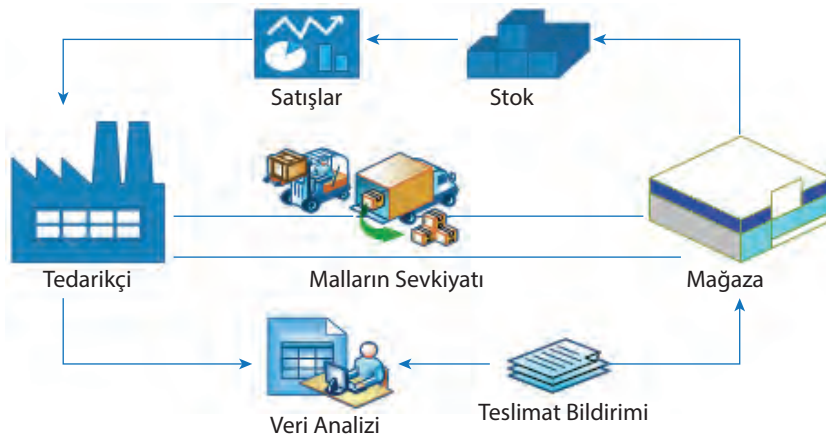 Satışlar
Stok
Tedarikçi
Malların Sevkiyatı
Mağaza
Veri Analizi
Teslimat Bildirimi